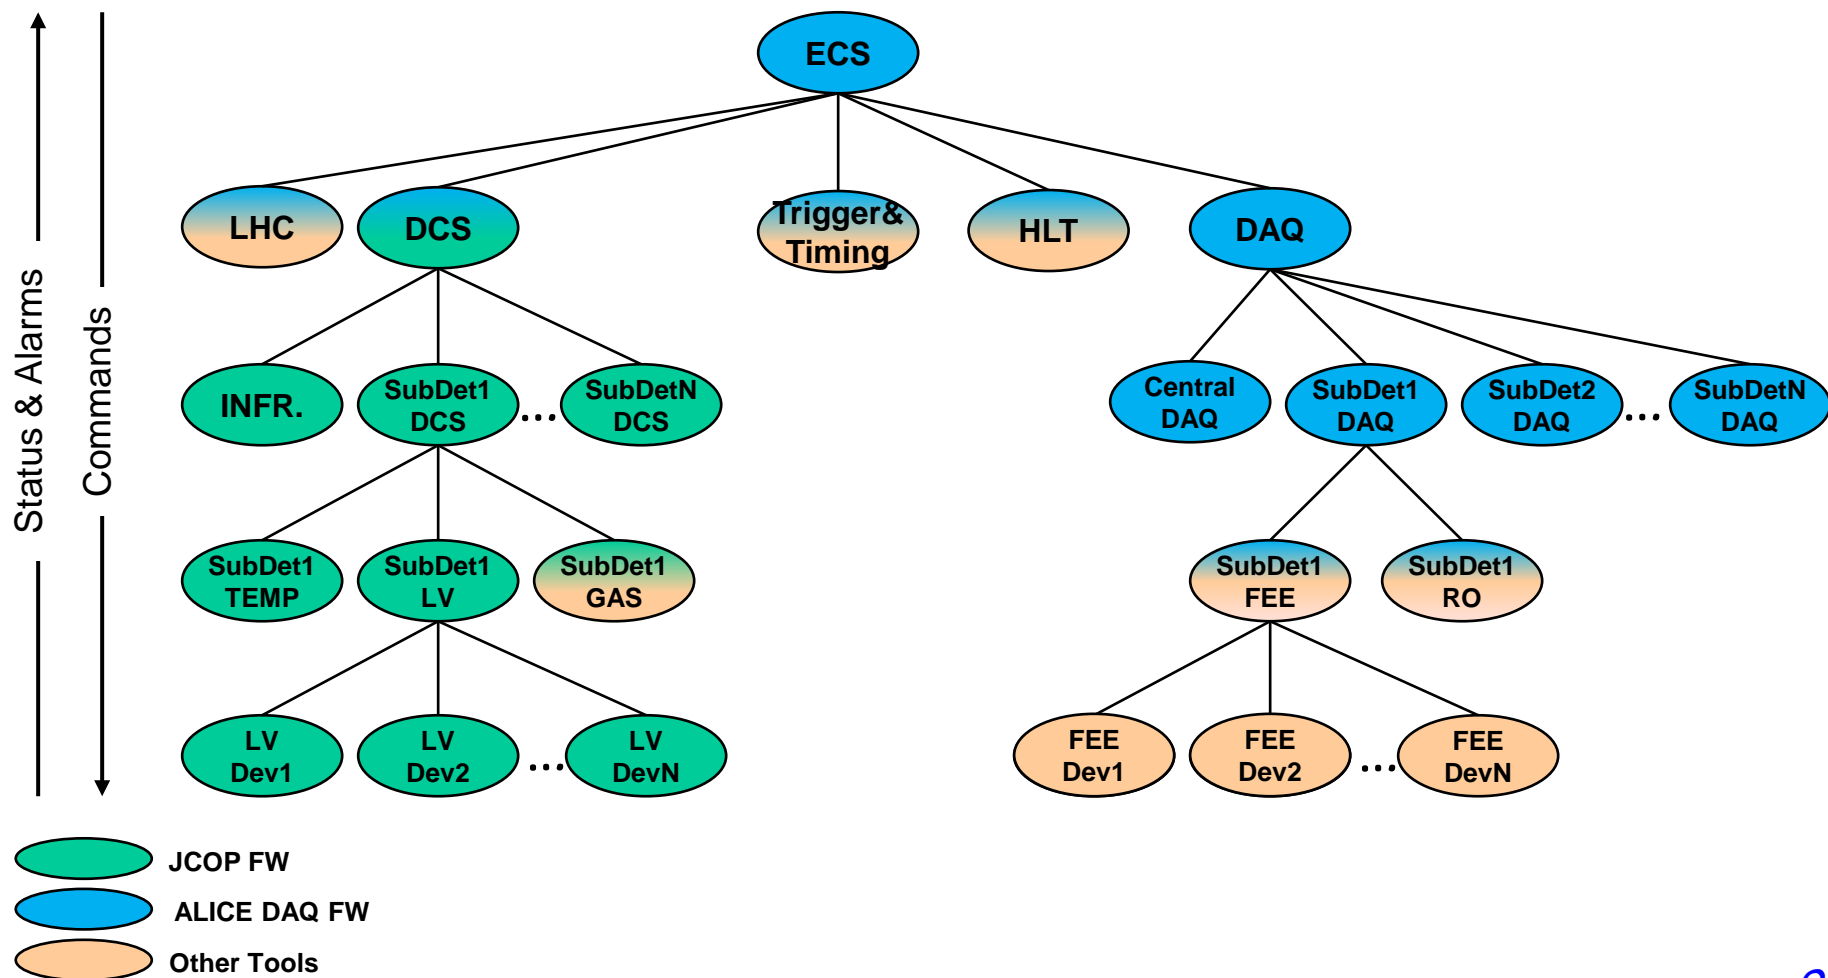 ECS
LHC
DCS
Trigger&
Timing
HLT
DAQ
Status & Alarms
Commands
INFR.
SubDet1
DCS
...
SubDetN
DCS
Central
DAQ
SubDet1
DAQ
SubDet2
DAQ
...
SubDetN
DAQ
SubDet1
TEMP
SubDet1
LV
SubDet1
GAS
SubDet1
FEE
SubDet1
RO
LV
Dev1
LV
Dev2
...
LV
DevN
FEE
Dev1
FEE
Dev2
...
FEE
DevN
JCOP FW
ALICE DAQ FW
Other Tools